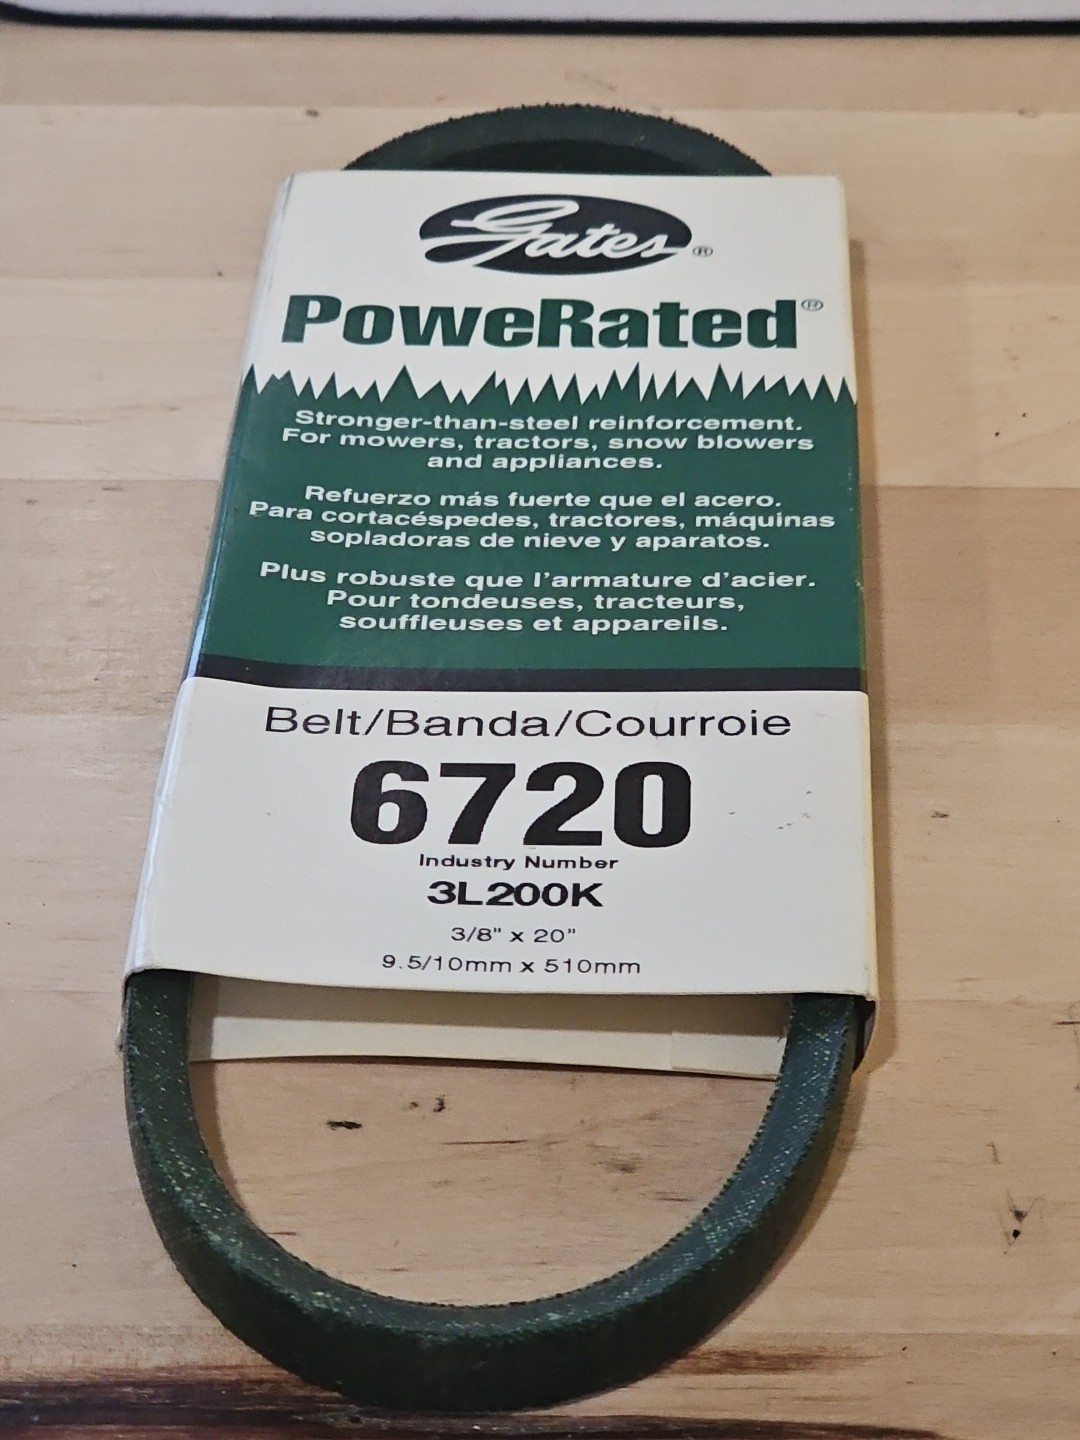 Gates®
PoweRated®
Stronger-than-steel reinforcement.
For mowers, tractors, snow blowers
and appliances.
Refuerzo más fuerte que el acero.
Para cortacéspedes, tractores, máquinas
sopladoras de nieve y aparatos.
Plus robuste que l'armature d'acier.
Pour tondeuses, tracteurs,
souffleuses et appareils.
Belt/Banda/Courroie
6720
Industry Number
3L200K
3/8" x 20"
9.5/10mm x 510mm